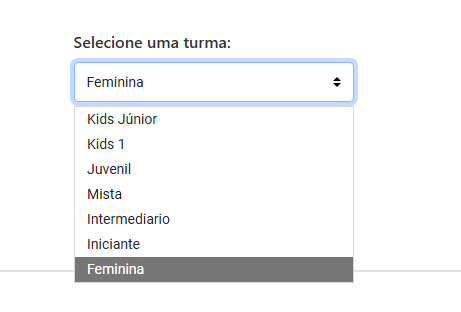 Selecione uma turma:
Feminina
Kids Júnior
Kids 1
Juvenil
Mista
Intermediario
Iniciante
Feminina